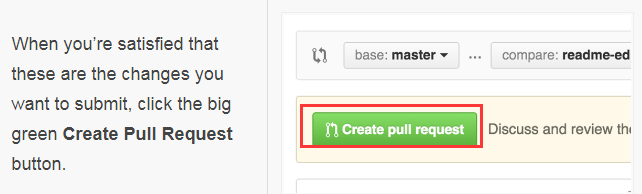 When you're satisfied that
these are the changes you
want to submit, click the big
green Create Pull Request
button.
base: master ... compare: readme-ed
Create pull request Discuss and review the